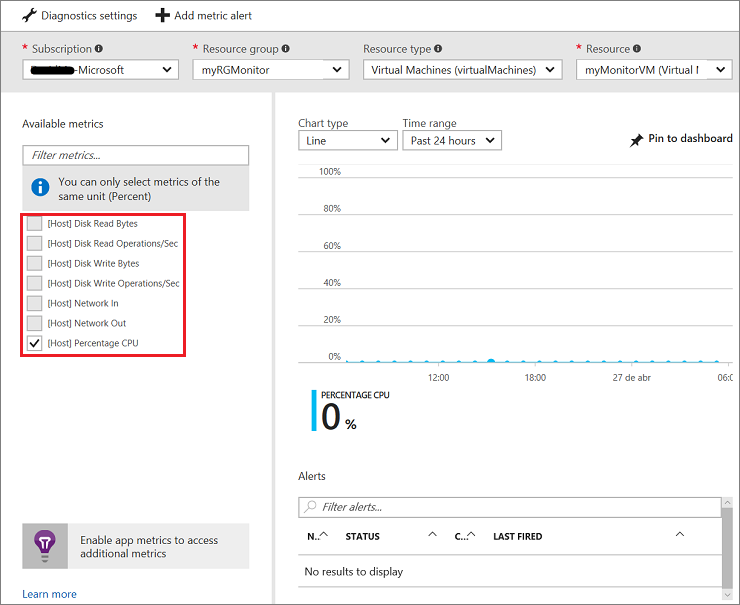 Diagnostics settings
Add metric alert
* Subscription
* Resource group
Resource type
* Resource
-Microsoft
myRGMonitor
Virtual Machines (virtualMachines)
myMonitorVM (Virtual M
Available metrics
Filter metrics...
You can only select metrics of the
same unit (Percent)
[Host] Disk Read Bytes
[Host] Disk Read Operations/Sec
[Host] Disk Write Bytes
[Host] Disk Write Operations/Sec
[Host] Network In
[Host] Network Out
[Host] Percentage CPU
Enable app metrics to access
additional metrics
Learn more
Chart type
Time range
Line
Past 24 hours
Pin to dashboard
100%
80%
60%
40%
20%
0%
12:00
18:00
27 de abr
06:0
PERCENTAGE CPU
0 %
Alerts
Filter alerts...
N..
STATUS
C...
LAST FIRED
No results to display